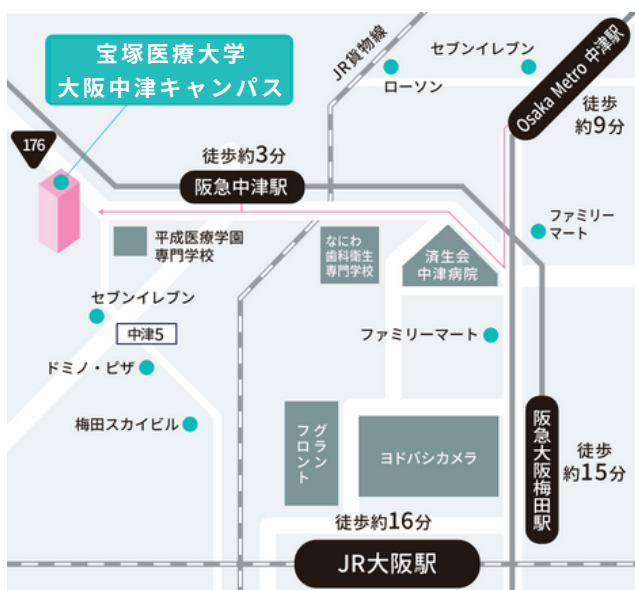 宝塚医療大学
大阪中津キャンパス
JR貨物線
セブンイレブン
ローソン
Osaka Metro 中津駅
徒歩
約9分
176
徒歩約3分
阪急中津駅
平成医療学園
専門学校
なにわ
歯科衛生
専門学校
済生会
中津病院
ファミリー
マート
セブンイレブン
中津5
ドミノ・ピザ
ファミリーマート
梅田スカイビル
グラン
フロント
ヨドバシカメラ
阪急大阪梅田駅
徒歩
約15分
徒歩約16分
JR大阪駅